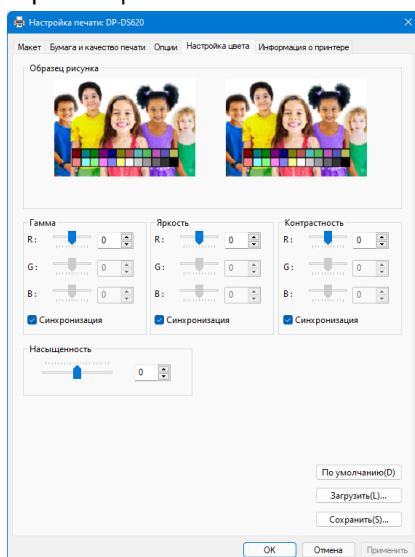 Настройка печати: DP-DS620
Макет Бумага и качество печати Опции Настройка цвета Информация о принтере
Образец рисунка
Гамма Яркость Контрастность
R: 0 R: 0 R: 0
G: 0 G: 0 G: 0
B: 0 B: 0 B: 0
Синхронизация Синхронизация Синхронизация
Насыщенность
0
По умолчанию(D)
Загрузить(L)...
Сохранить(S)...
OK Отмена Применить